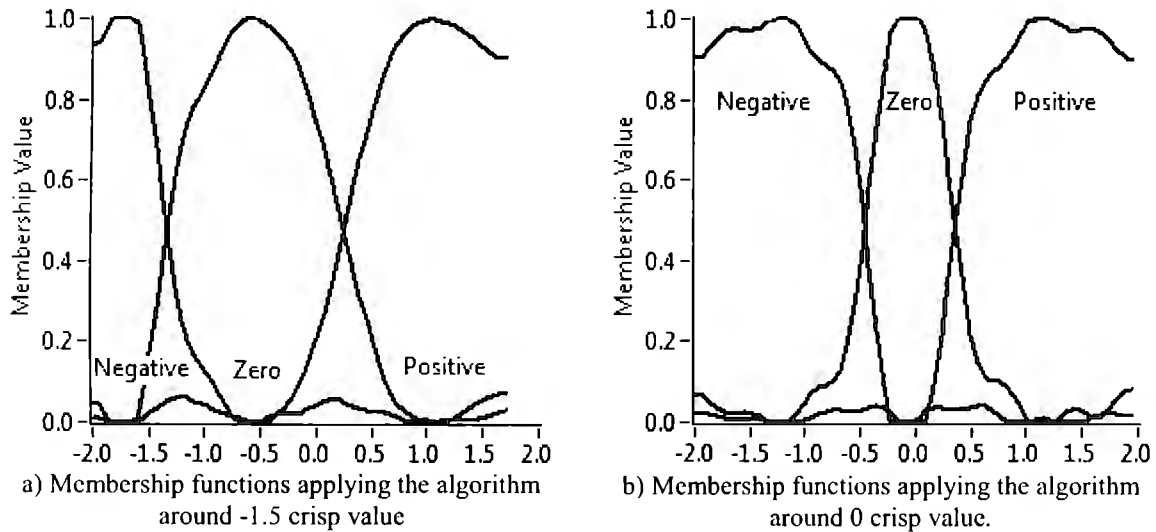 Membership Value
1.0
0.8
0.6
0.4
0.2
0.0
Negative
Zero
Positive
-2.0 -1.5 -1.0 -0.5 0.0 0.5 1.0 1.5 2.0
a) Membership functions applying the algorithm
around -1.5 crisp value
Membership Value
1.0
0.8
0.6
0.4
0.2
0.0
Negative
Zero
Positive
-2.0 -1.5 -1.0 -0.5 0.0 0.5 1.0 1.5 2.0
b) Membership functions applying the algorithm
around 0 crisp value.